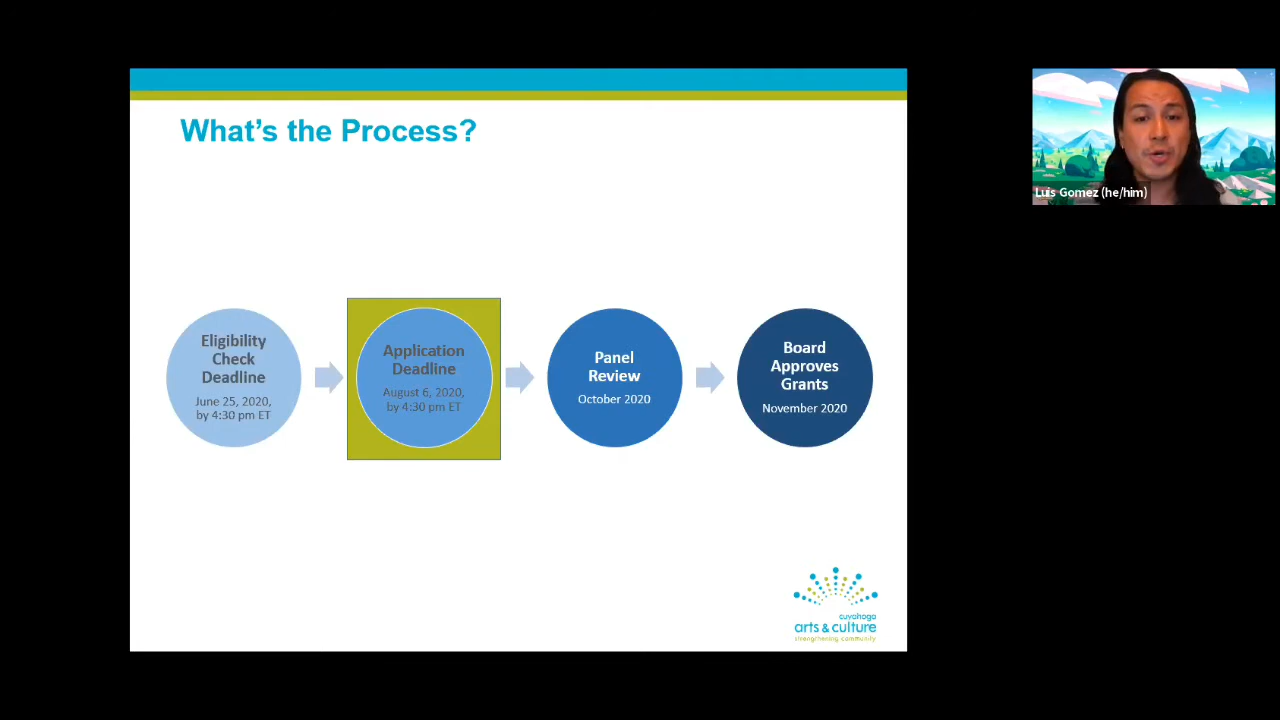 What's the Process?
Eligibility
Check
Deadline
June 25, 2020,
by 4:30 pm ET
Application
Deadline
August 6, 2020,
by 4:30 pm ET
Panel
Review
October 2020
Board
Approves
Grants
November 2020
cuyahoga
arts & culture
strengthening community
Luis Gomez (he/him)